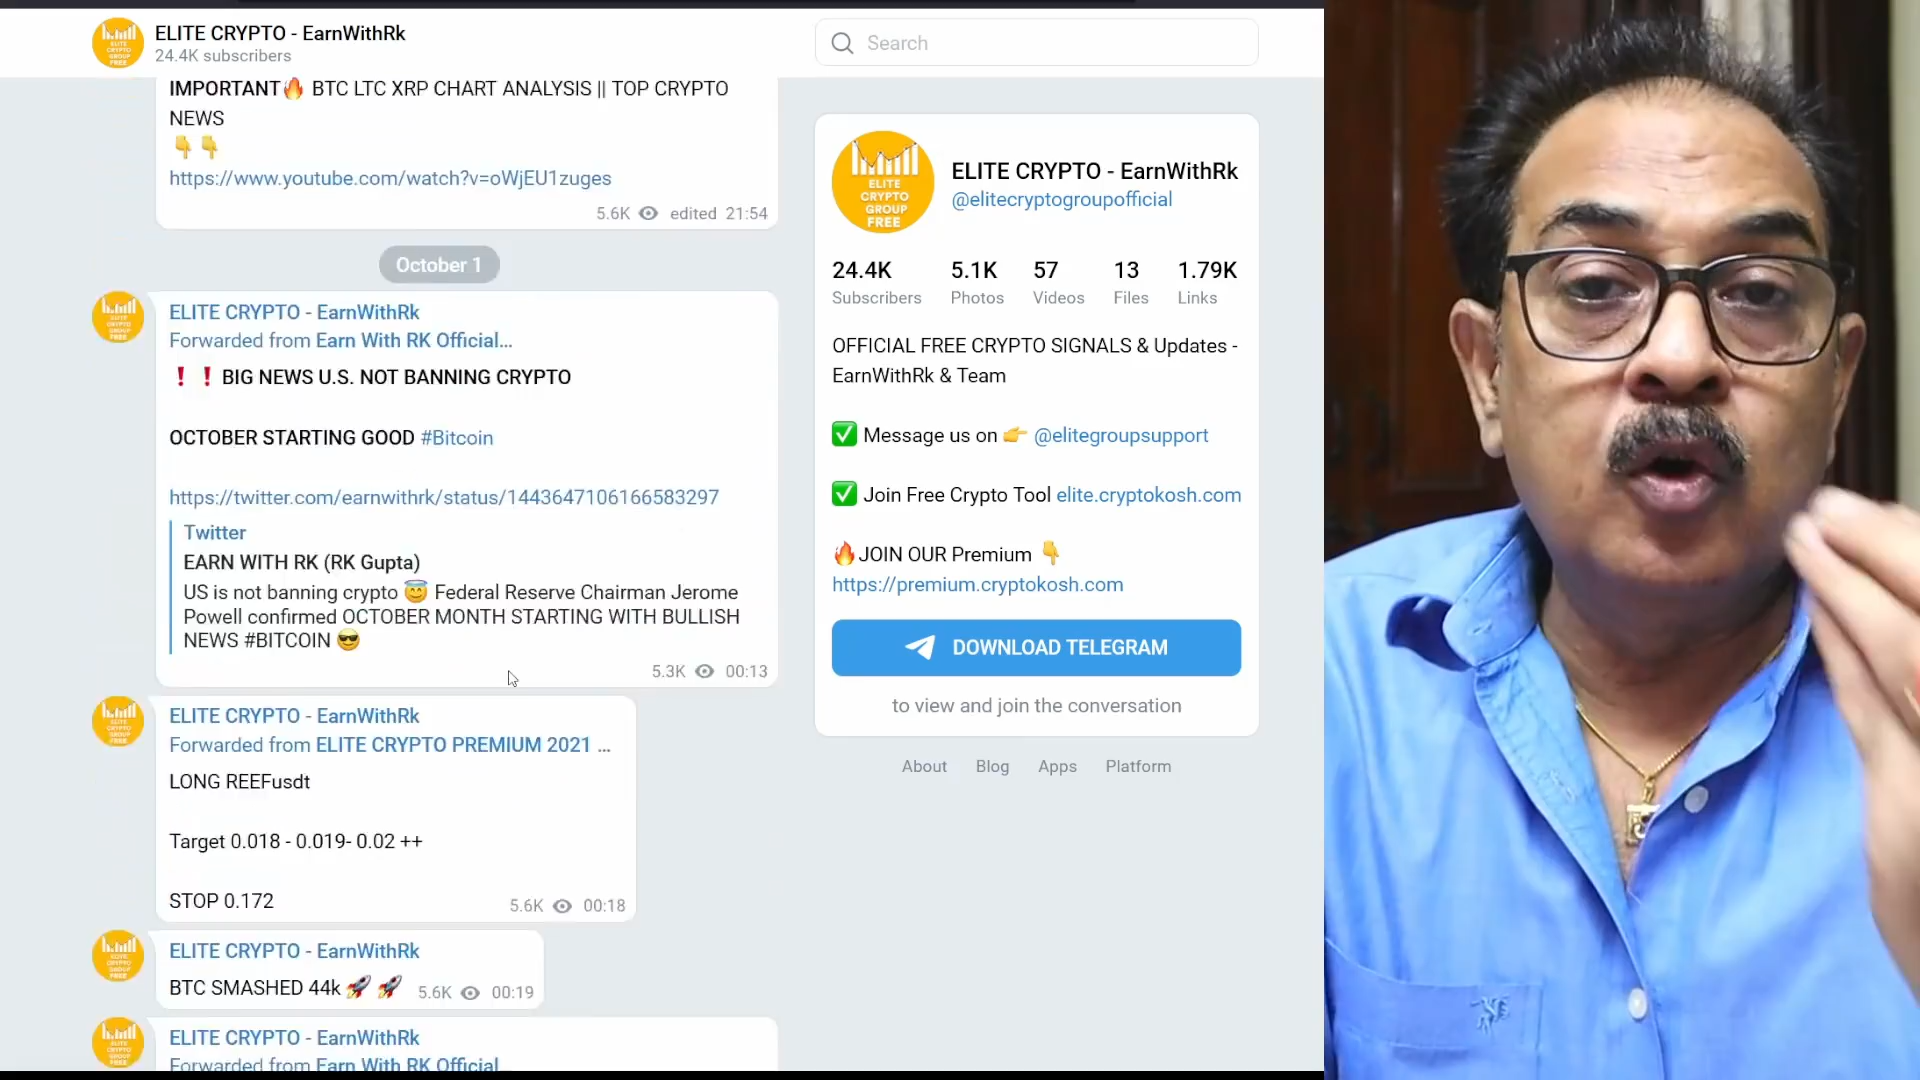 ELITE CRYPTO - EarnWithRk
24.4K subscribers
Search
IMPORTANT🔥 BTC LTC XRP CHART ANALYSIS || TOP CRYPTO
NEWS
👇👇
https://www.youtube.com/watch?v=oWjEU1zuges
5.6K edited 21:54
October 1
ELITE CRYPTO - EarnWithRk
Forwarded from Earn With RK Official...
❗❗BIG NEWS U.S. NOT BANNING CRYPTO
OCTOBER STARTING GOOD #Bitcoin
https://twitter.com/earnwithrk/status/1443647106166583297
Twitter
EARN WITH RK (RK Gupta)
US is not banning crypto 😇 Federal Reserve Chairman Jerome
Powell confirmed OCTOBER MONTH STARTING WITH BULLISH
NEWS #BITCOIN 😎
5.3K 00:13
ELITE CRYPTO - EarnWithRk
Forwarded from ELITE CRYPTO PREMIUM 2021 ...
LONG REEFusdt
Target 0.018 - 0.019- 0.02 ++
STOP 0.172
5.6K 00:18
ELITE CRYPTO - EarnWithRk
BTC SMASHED 44k 🚀🚀 5.6K 00:19
ELITE CRYPTO - EarnWithRk
Forwarded from Earn With RK Official...
ELITE
CRYPTO
GROUP
FREE
ELITE CRYPTO - EarnWithRk
@elitecryptogroupofficial
24.4K 5.1K 57 13 1.79K
Subscribers Photos Videos Files Links
OFFICIAL FREE CRYPTO SIGNALS & Updates -
EarnWithRk & Team
✅ Message us on 👉 @elitegroupsupport
✅ Join Free Crypto Tool elite.cryptokosh.com
🔥JOIN OUR Premium 👇
https://premium.cryptokosh.com
DOWNLOAD TELEGRAM
to view and join the conversation
About Blog Apps Platform